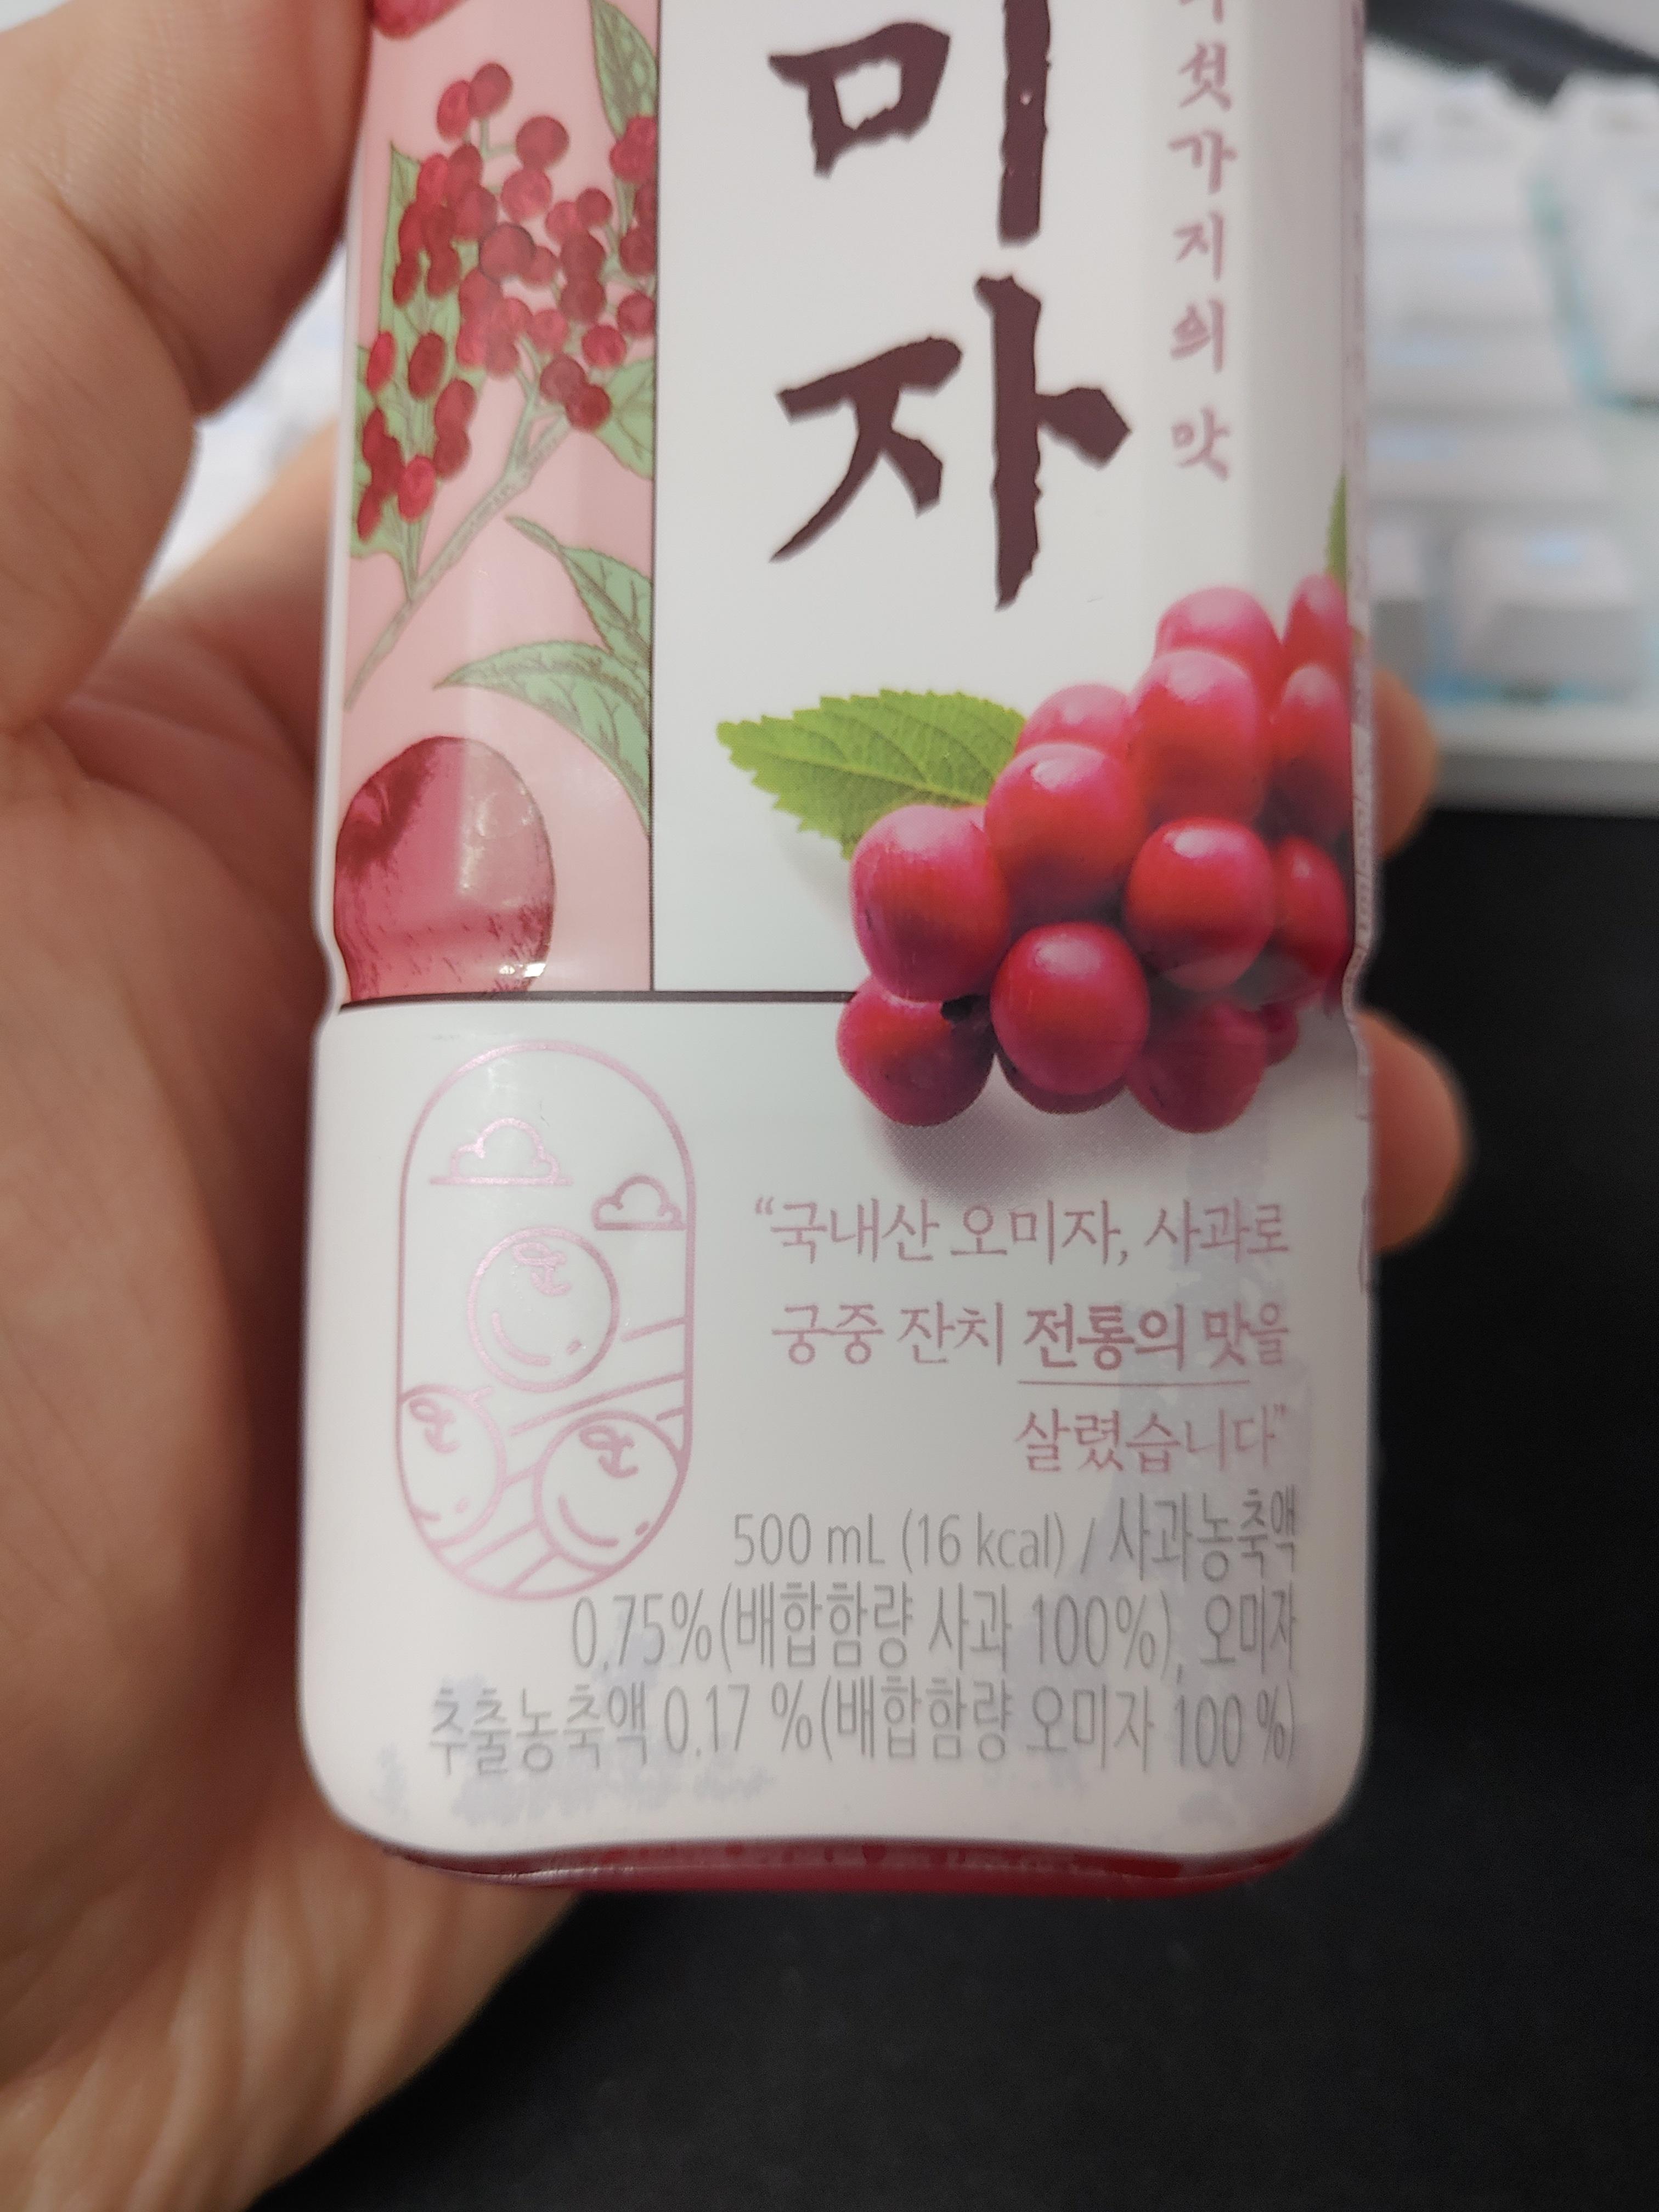 미
자
가지의 맛
“국내산 오미자, 사과로
궁중 잔치 전통의 맛을
살렸습니다”
500 mL (16 kcal) / 사과농축액
0.75%(배합함량 사과 100%), 오미자
추출농축액 0.17 %(배합함량 오미자 100 %)